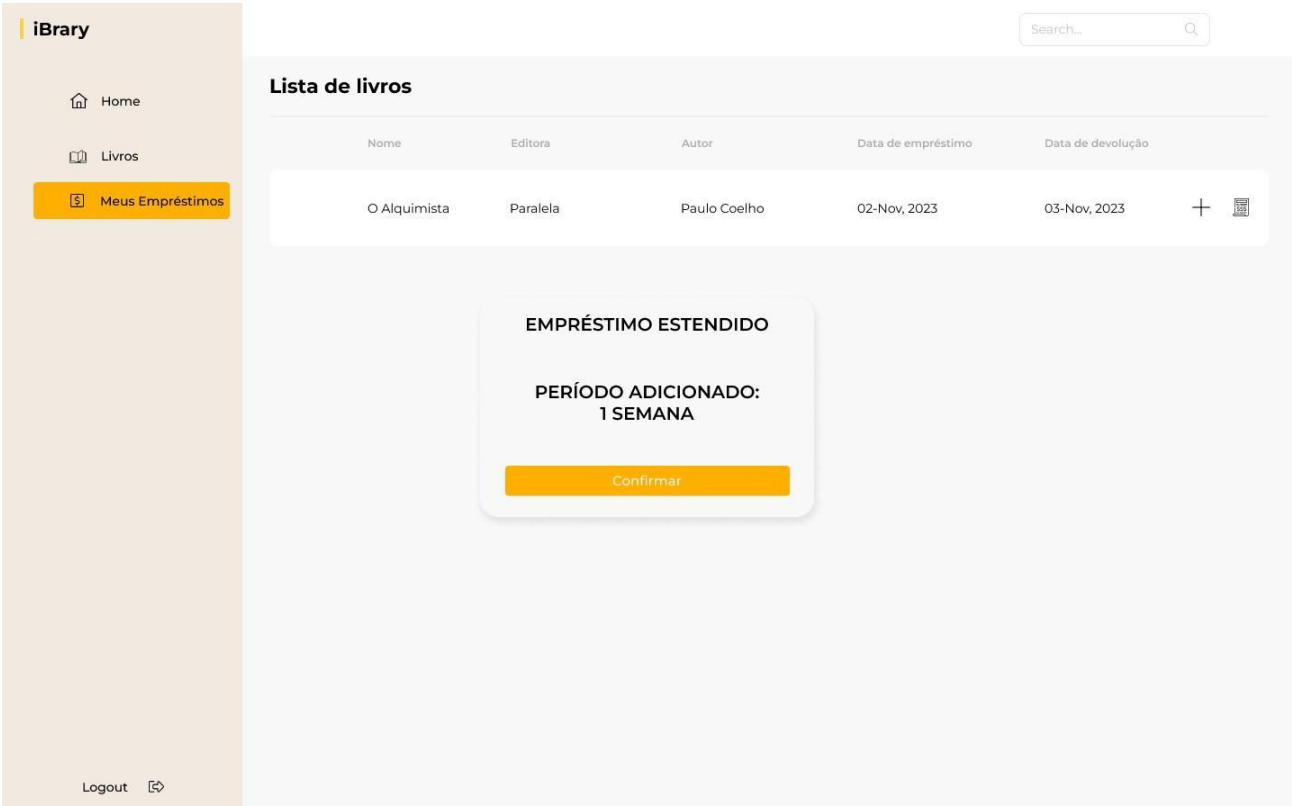 iBrary
Search...
Home
Livros
Meus Empréstimos
Lista de livros
Nome Editora Autor Data de empréstimo Data de devolução
O Alquimista Paralela Paulo Coelho 02-Nov, 2023 03-Nov, 2023
EMPRÉSTIMO ESTENDIDO
PERÍODO ADICIONADO:
1 SEMANA
Confirmar
Logout